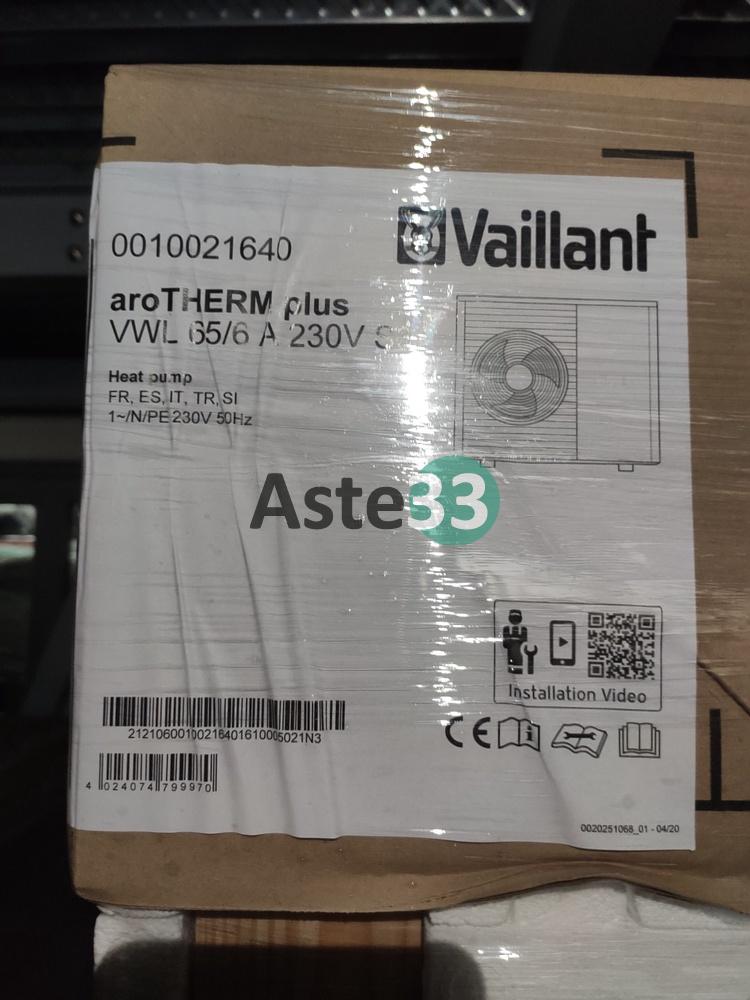 0010021640
Vaillant
aroTHERM plus
VWL 65/6 A 230V S
Heat pump
FR, ES, IT, TR, SI
1~/N/PE 230V 50Hz
Aste33
Installation Video
CE
21210600100216401610005021N3
4 024074 799970
0020251068_01 - 04/20